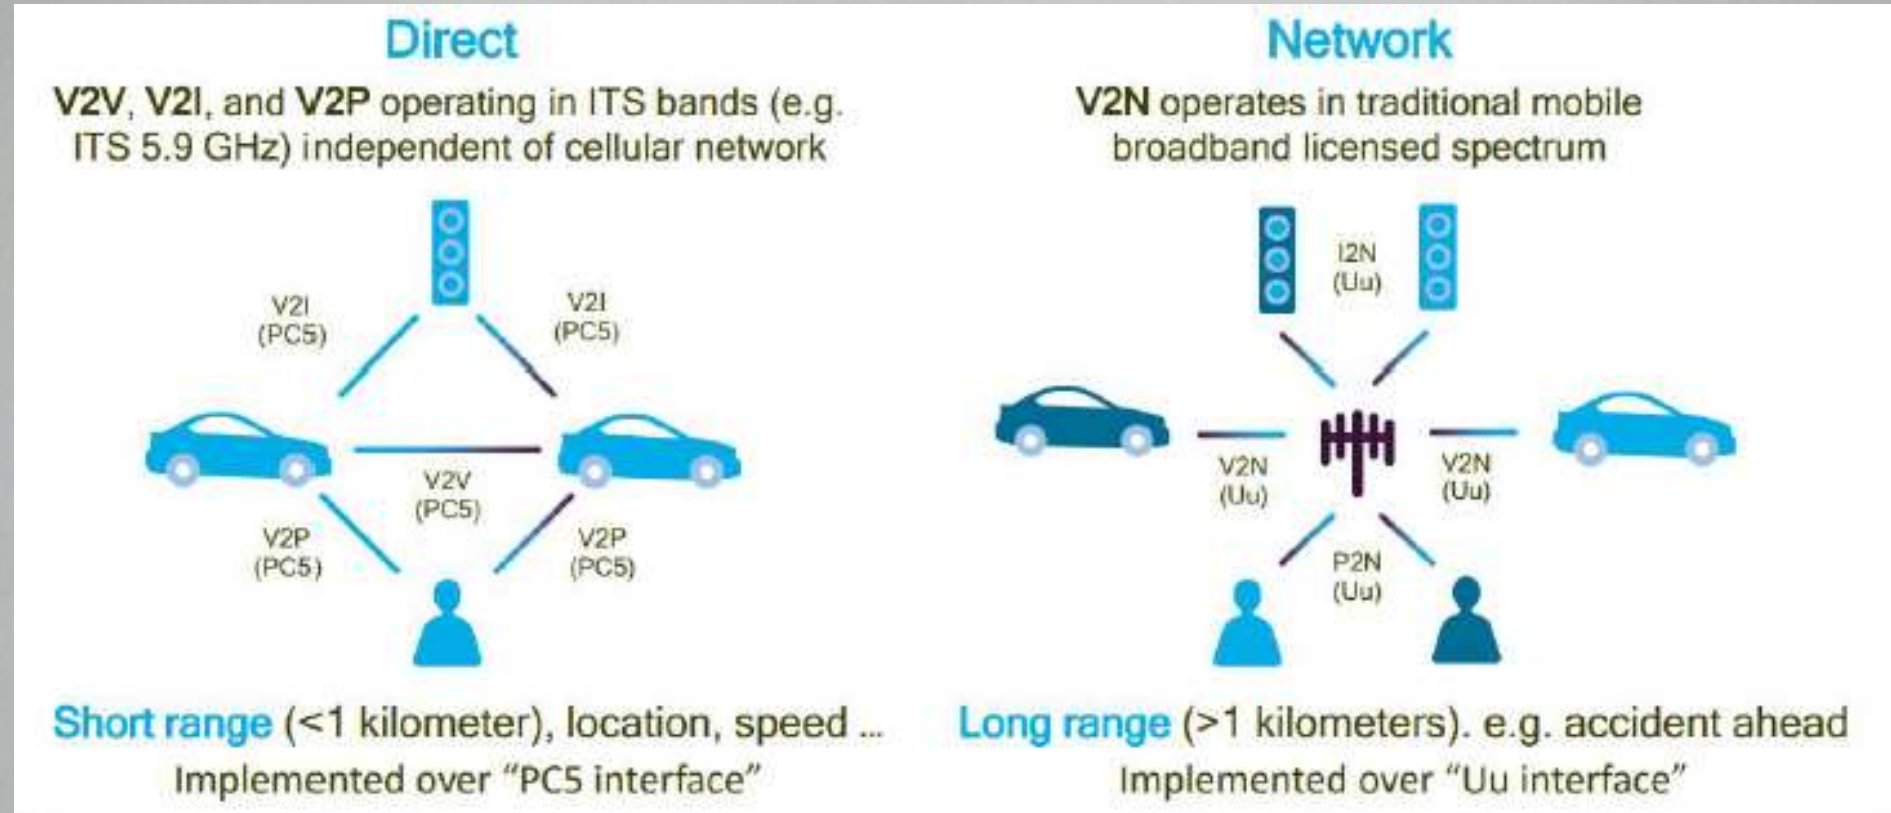 Direct
V2V, V2I, and V2P operating in ITS bands (e.g.
ITS 5.9 GHz) independent of cellular network
V2I
(PC5)
V2I
(PC5)
V2V
(PC5)
V2P
(PC5)
V2P
(PC5)
Short range (<1 kilometer), location, speed ...
Implemented over “PC5 interface”
Network
V2N operates in traditional mobile
broadband licensed spectrum
I2N
(Uu)
V2N
(Uu)
V2N
(Uu)
P2N
(Uu)
Long range (>1 kilometers). e.g. accident ahead
Implemented over “Uu interface”